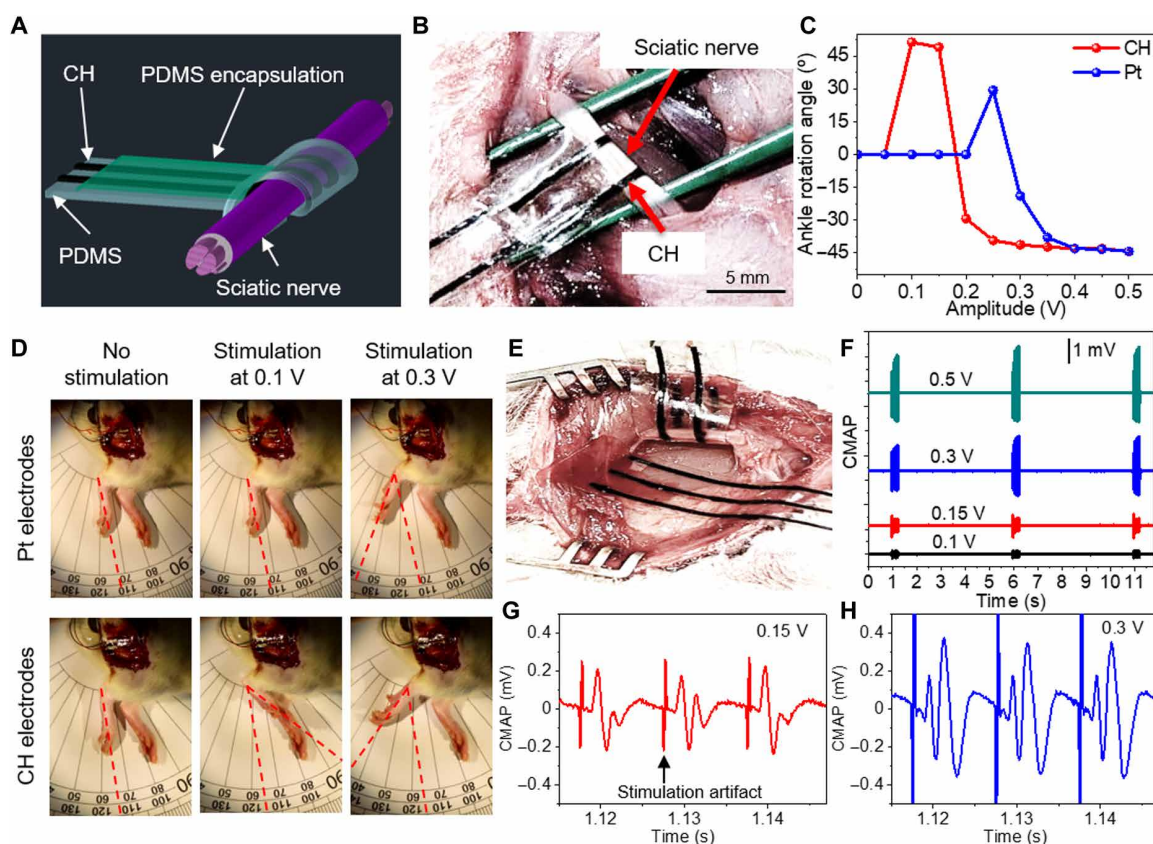 A
CH
PDMS encapsulation
PDMS
Sciatic nerve
B
Sciatic nerve
CH
5 mm
C
Ankle rotation angle (º)
45
30
15
0
−15
−30
−45
0
0.1
0.2
0.3
0.4
0.5
Amplitude (V)
CH
Pt
D
No
stimulation
Stimulation
at 0.1 V
Stimulation
at 0.3 V
Pt electrodes
CH electrodes
E
F
1 mV
CMAP
0.5 V
0.3 V
0.15 V
0.1 V
0 1 2 3 4 5 6 7 8 9 10 11
Time (s)
G
0.15 V
CMAP (mV)
0.4
0.2
0
−0.2
−0.4
Stimulation artifact
1.12
1.13
1.14
Time (s)
H
0.3 V
CMAP (mV)
0.4
0.2
0
−0.2
−0.4
1.12
1.13
1.14
Time (s)